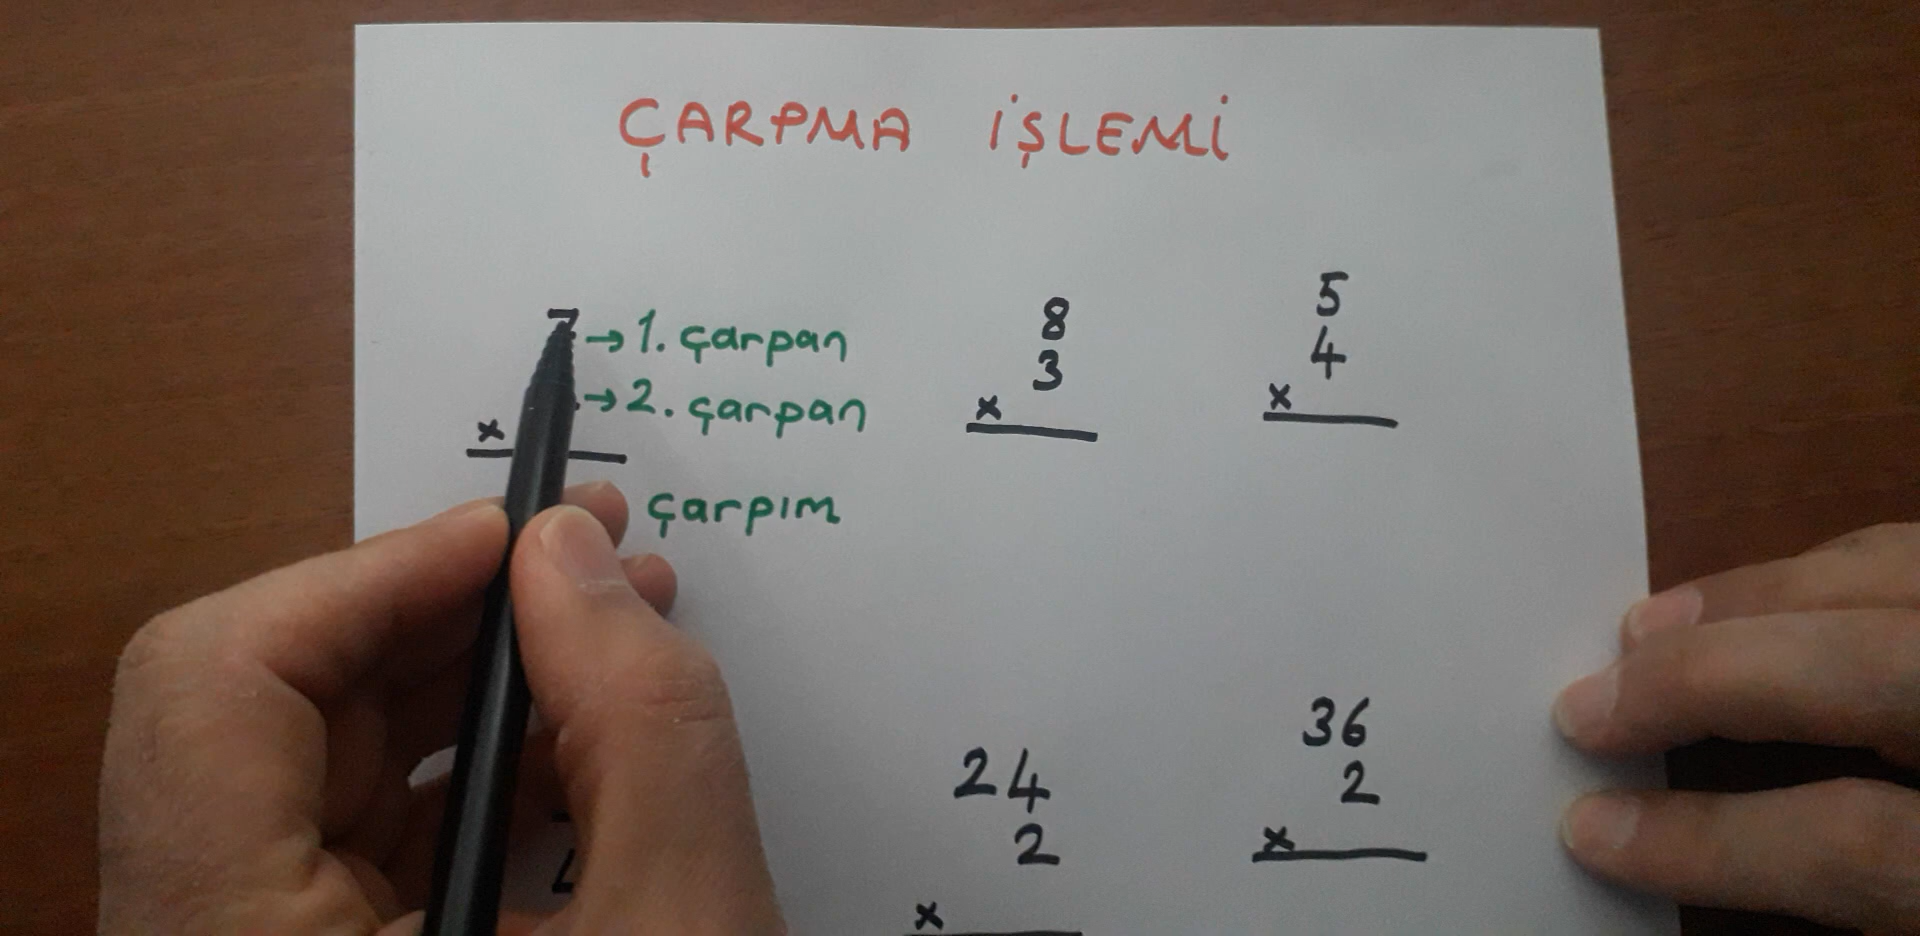 ÇARPMA İŞLEMİ
7 → 1. çarpan
→ 2. çarpan
x
çarpım
8
3
x
5
4
x
24
2
x
36
2
x